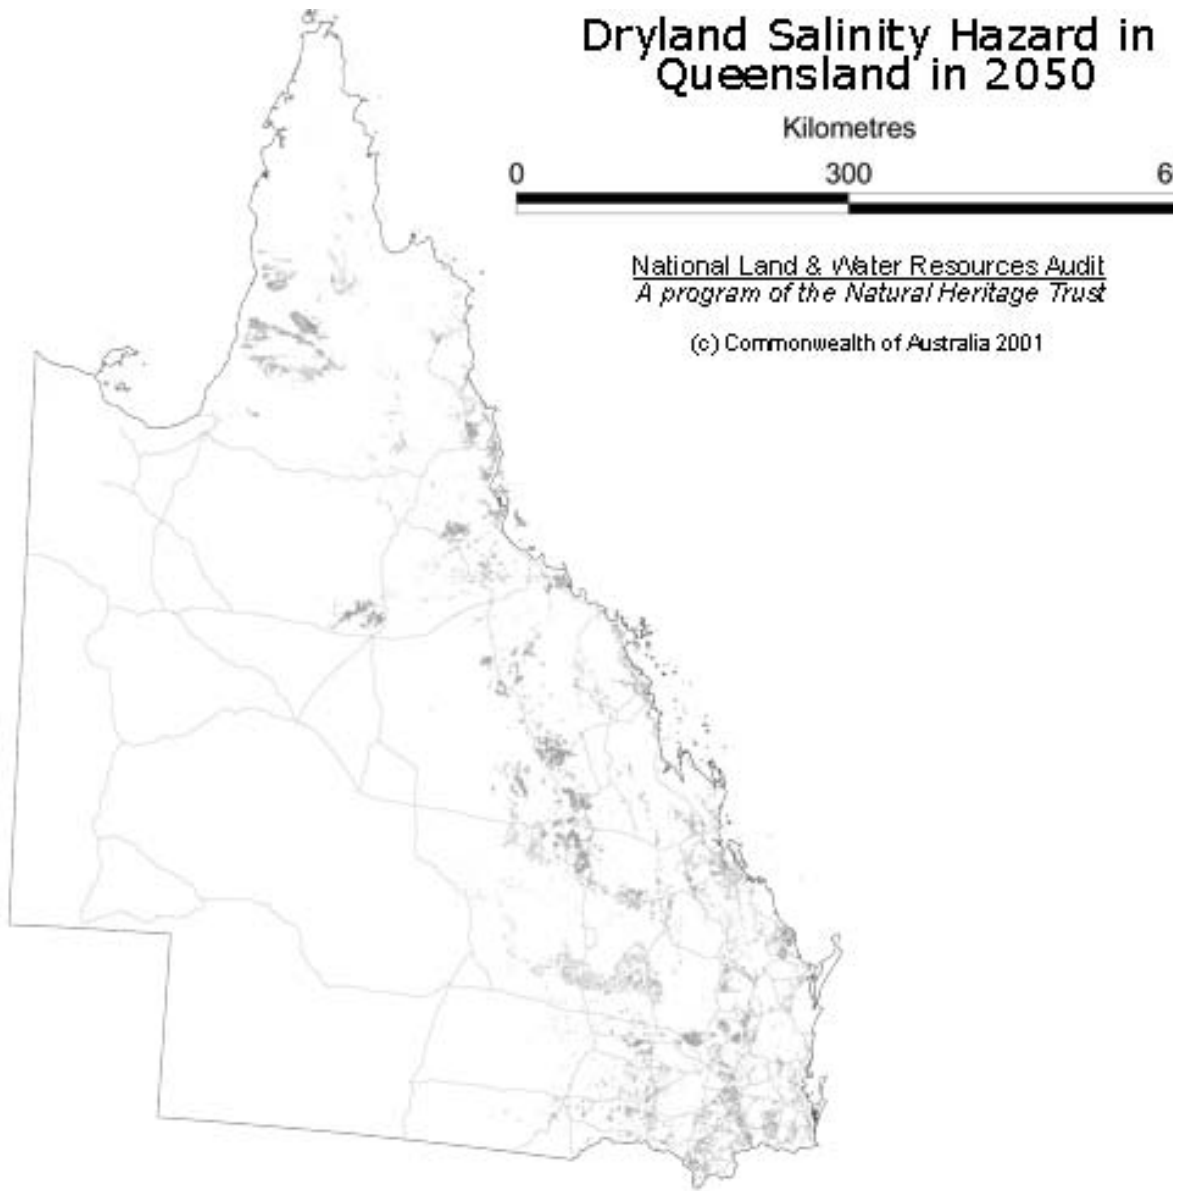 Dryland Salinity Hazard in
Queensland in 2050
Kilometres
0 300 6
National Land & Water Resources Audit
A program of the Natural Heritage Trust
(c) Commonwealth of Australia 2001